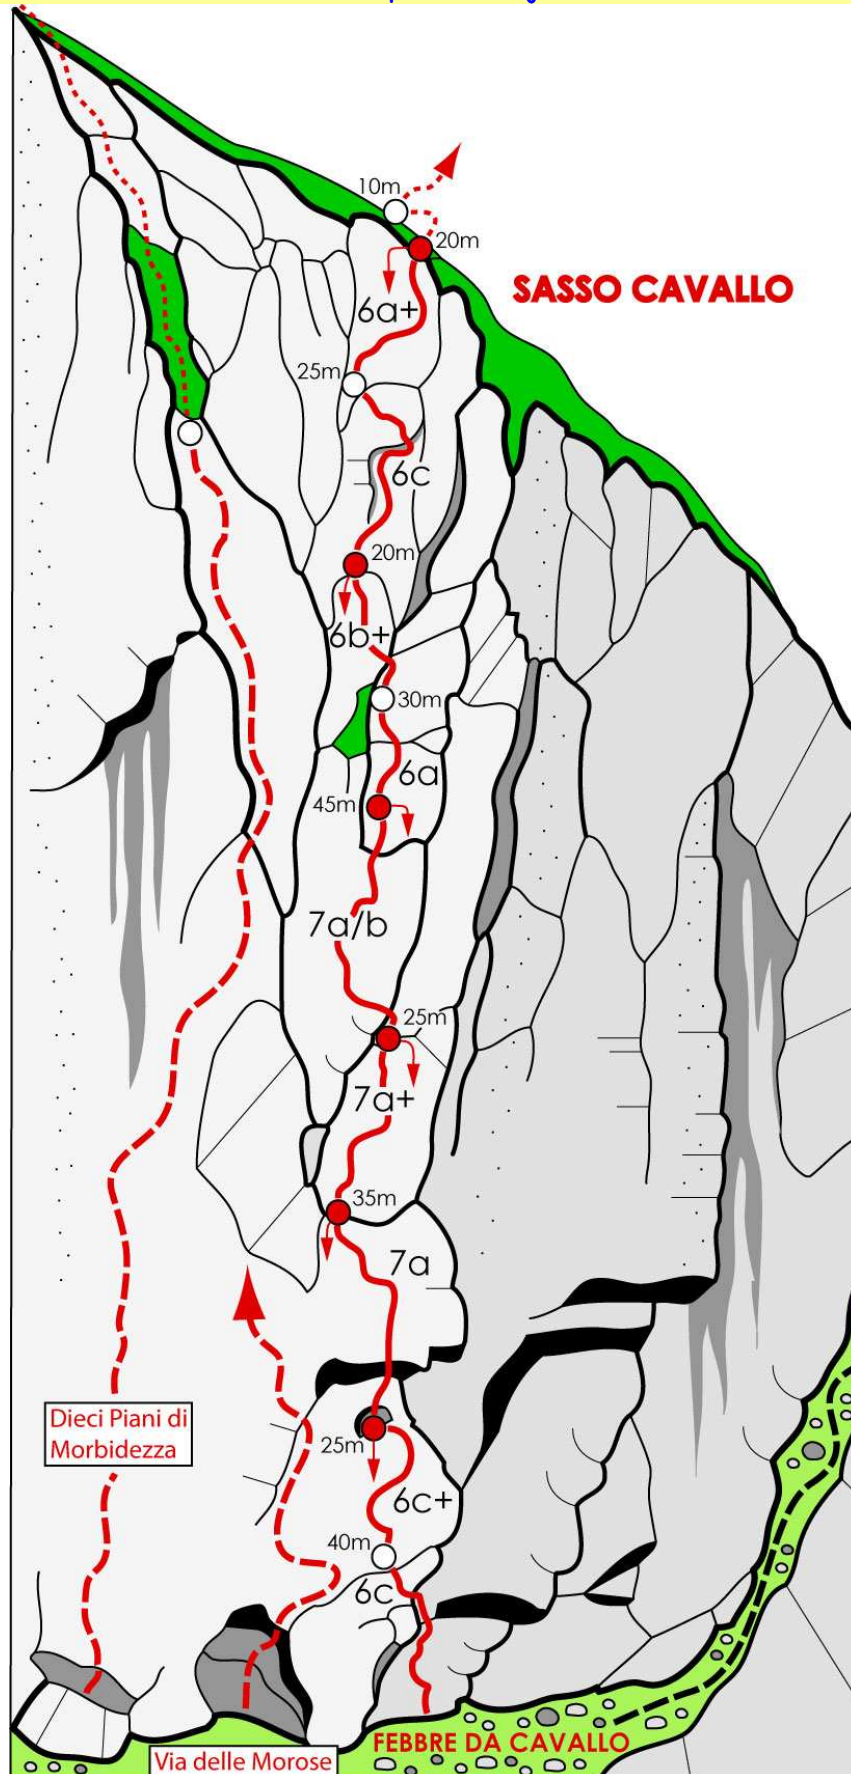 10m
20m
SASSO CAVALLO
6a+
25m
6c
20m
6b+
30m
6a
45m
7a/b
25m
7a+
35m
7a
Dieci Piani di
Morbidezza
25m
6c+
40m
6c
FEBBRE DA CAVALLO
Via delle Morose